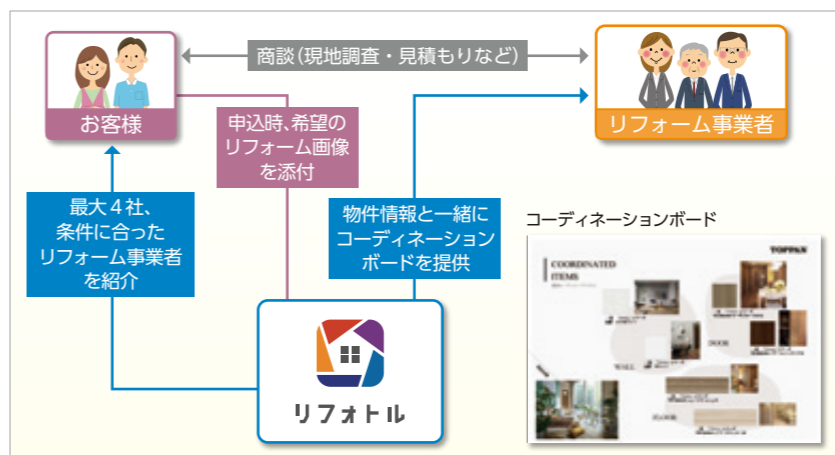 商談(現地調査・見積もりなど)
お客様
リフォーム事業者
申込時、希望の
リフォーム画像
を添付
最大4社、
条件に合った
リフォーム事業者
を紹介
物件情報と一緒に
コーディネーション
ボードを提供
リフォトル
コーディネーションボード
TOPPAN
COORDINATED
ITEMS
DOOR
WALL
FLOOR